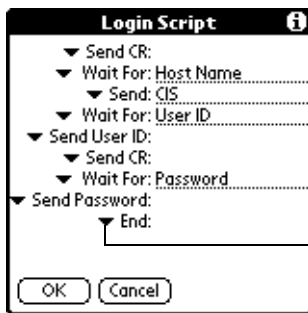 Login Script
Send CR:
Wait For: Host Name
Send: CIS
Wait For: User ID
Send User ID:
Send CR:
Wait For: Password
Send Password:
End:
OK Cancel